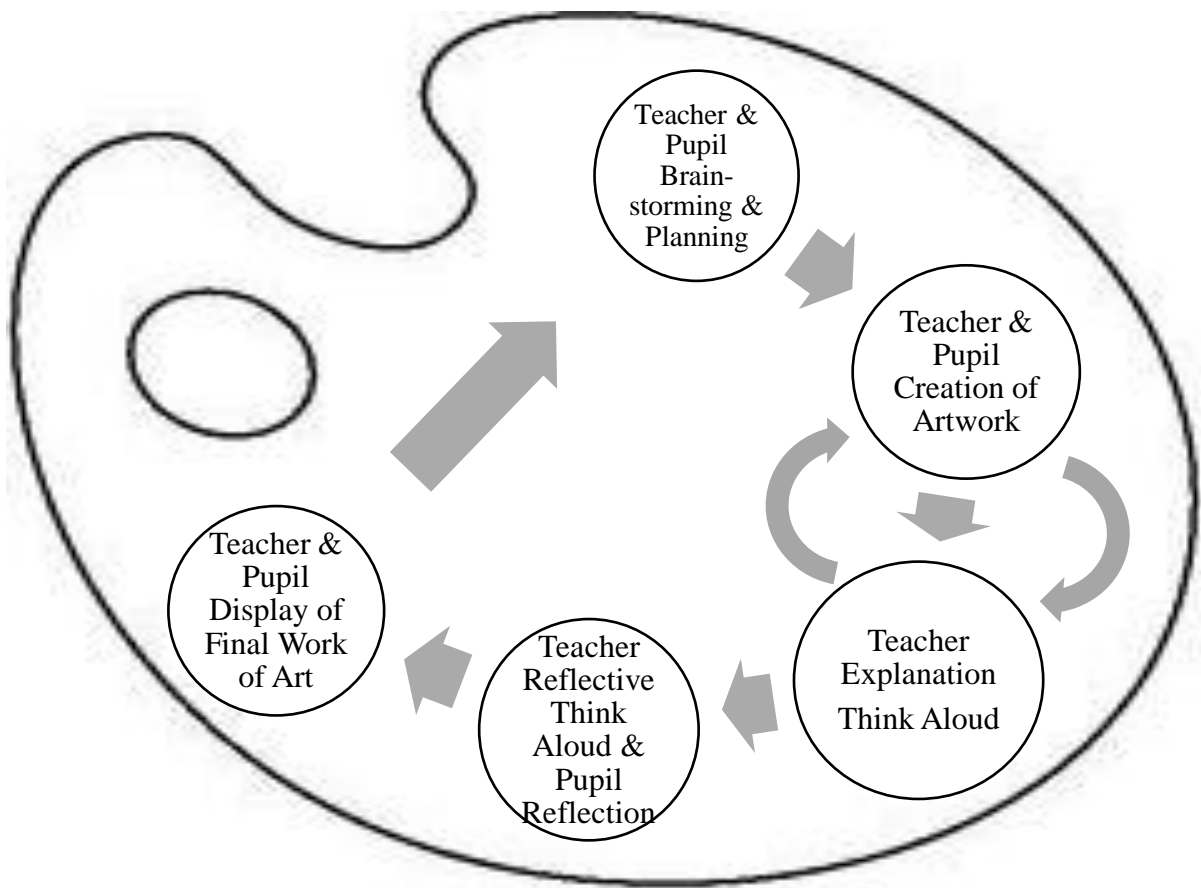 Teacher &
Pupil
Brain-
storming &
Planning
Teacher &
Pupil
Creation of
Artwork
Teacher
Explanation
Think Aloud
Teacher
Reflective
Think
Aloud &
Pupil
Reflection
Teacher &
Pupil
Display of
Final Work
of Art